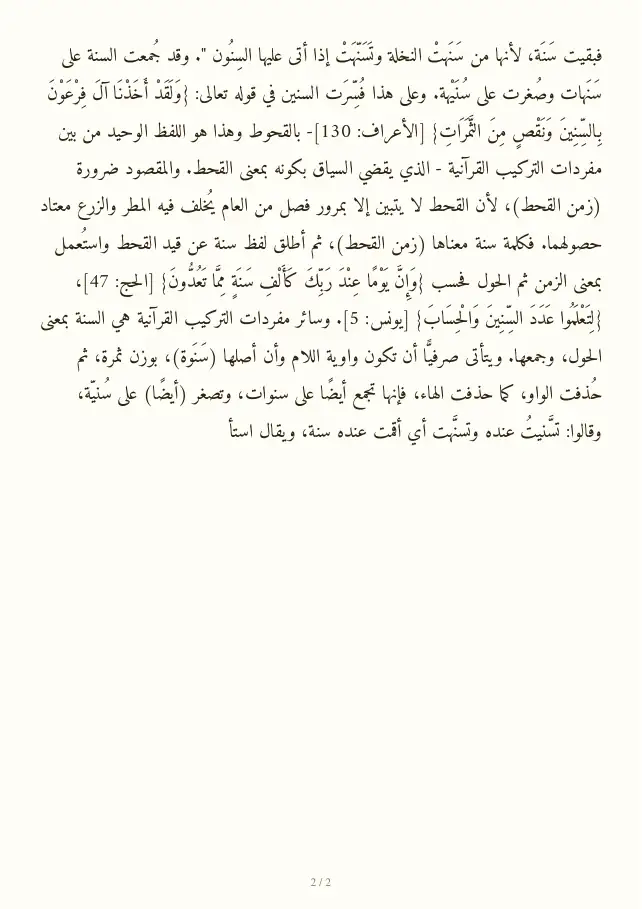 فبقيت سَنَة، لأنها من سَنَهتْ النخلة وتَسَنّهَتْ إذا أتى عليها السِنُون ". وقد جُمعت السنة على
سَنَهات وصُغرت على سُنَيْهة. وعلى هذا فُسِّرَت السنين في قوله تعالى: {وَلَقَدْ أَخَذْنَا آلَ فِرْعَوْنَ
بِالسِّنِينَ وَنَقْصٍ مِنَ الثَّمَرَاتِ} [الأعراف: 130]- بالقحوط وهذا هو اللفظ الوحيد من بين
مفردات التركيب القرآنية - الذي يقضي السياق بكونه بمعنى القحط. والمقصود ضرورة
(زمن القحط)، لأن القحط لا يتبين إلا بمرور فصل من العام يُخلف فيه المطر والزرع معتاد
حصولهما. فكلمة سنة معناها (زمن القحط)، ثم أطلق لفظ سنة عن قيد القحط واستُعمل
بمعنى الزمن ثم الحول فحسب {وَإِنَّ يَوْمًا عِنْدَ رَبِّكَ كَأَلْفِ سَنَةٍ مِمَّا تَعُدُّونَ} [الحج: 47]،
{لِتَعْلَمُوا عَدَدَ السِّنِينَ وَالْحِسَابَ} [يونس: 5]. وسائر مفردات التركيب القرآنية هي السنة بمعنى
الحول، وجمعها. ويتأتى صرفيًّا أن تكون واوية اللام وأن أصلها (سَنَوة)، بوزن ثمرة، ثم
حُذفت الواو، كما حذفت الهاء، فإنها تجمع أيضًا على سنوات، وتصغر (أيضًا) على سُنيّة،
وقالوا: تسَّنيتُ عنده وتسنَّهت أي أقمت عنده سنة، ويقال استأ
2 / 2